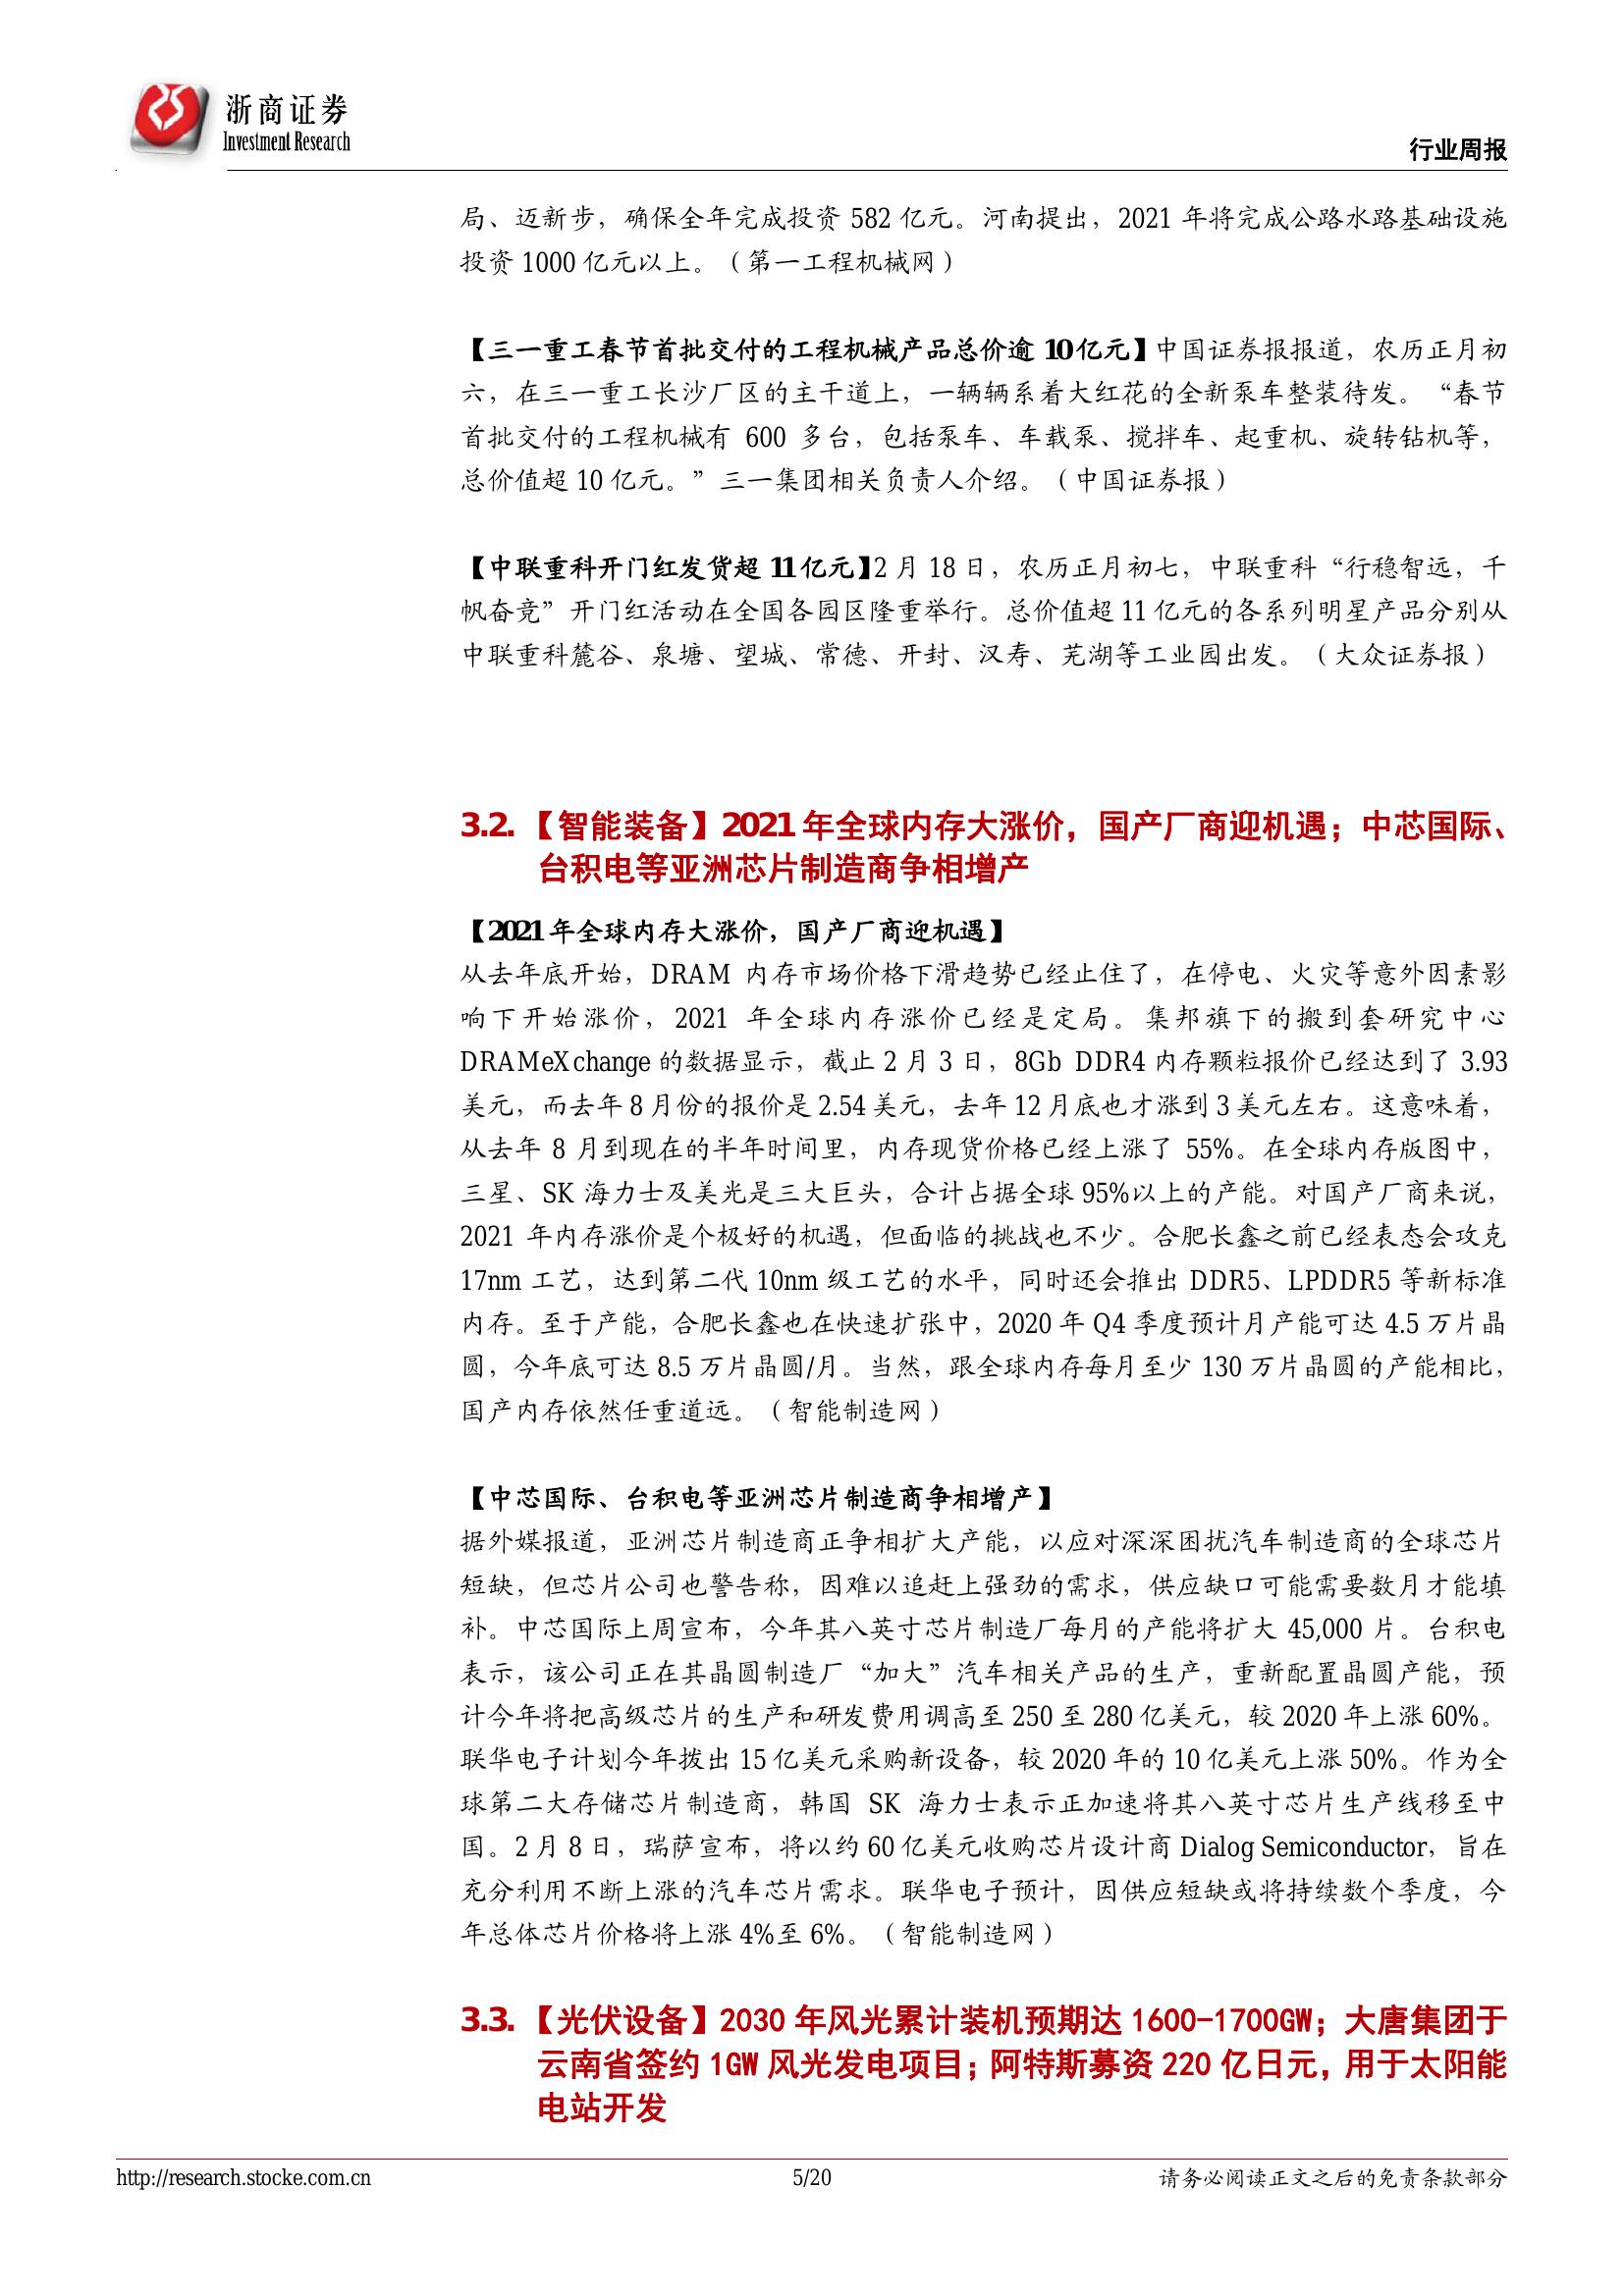 浙商证券
Investment Research
行业周报
局、迈新步，确保全年完成投资 582 亿元。河南提出，2021 年将完成公路水路基础设施
投资 1000 亿元以上。（第一工程机械网）
【三一重工春节首批交付的工程机械产品总价逾 10 亿元】中国证券报报道，农历正月初
六，在三一重工长沙厂区的主干道上，一辆辆系着大红花的全新泵车整装待发。“春节
首批交付的工程机械有 600 多台，包括泵车、车载泵、搅拌车、起重机、旋转钻机等，
总价值超 10 亿元。”三一集团相关负责人介绍。（中国证券报）
【中联重科开门红发货超 11 亿元】2 月 18 日，农历正月初七，中联重科“行稳智远，千
帆奋竞”开门红活动在全国各园区隆重举行。总价值超 11 亿元的各系列明星产品分别从
中联重科麓谷、泉塘、望城、常德、开封、汉寿、芜湖等工业园出发。（大众证券报）
3.2. 【智能装备】2021 年全球内存大涨价，国产厂商迎机遇；中芯国际、
台积电等亚洲芯片制造商争相增产
【2021 年全球内存大涨价，国产厂商迎机遇】
从去年底开始，DRAM 内存市场价格下滑趋势已经止住了，在停电、火灾等意外因素影
响下开始涨价，2021 年全球内存涨价已经是定局。集邦旗下的搬到套研究中心
DRAMeXchange 的数据显示，截止 2 月 3 日，8Gb DDR4 内存颗粒报价已经达到了 3.93
美元，而去年 8 月份的报价是 2.54 美元，去年 12 月底也才涨到 3 美元左右。这意味着，
从去年 8 月到现在的半年时间里，内存现货价格已经上涨了 55%。在全球内存版图中，
三星、SK 海力士及美光是三大巨头，合计占据全球 95%以上的产能。对国产厂商来说，
2021 年内存涨价是个极好的机遇，但面临的挑战也不少。合肥长鑫之前已经表态会攻克
17nm 工艺，达到第二代 10nm 级工艺的水平，同时还会推出 DDR5、LPDDR5 等新标准
内存。至于产能，合肥长鑫也在快速扩张中，2020 年 Q4 季度预计月产能可达 4.5 万片晶
圆，今年底可达 8.5 万片晶圆/月。当然，跟全球内存每月至少 130 万片晶圆的产能相比，
国产内存依然任重道远。（智能制造网）
【中芯国际、台积电等亚洲芯片制造商争相增产】
据外媒报道，亚洲芯片制造商正争相扩大产能，以应对深深困扰汽车制造商的全球芯片
短缺，但芯片公司也警告称，因难以追赶上强劲的需求，供应缺口可能需要数月才能填
补。中芯国际上周宣布，今年其八英寸芯片制造厂每月的产能将扩大 45,000 片。台积电
表示，该公司正在其晶圆制造厂“加大”汽车相关产品的生产，重新配置晶圆产能，预
计今年将把高级芯片的生产和研发费用调高至 250 至 280 亿美元，较 2020 年上涨 60%。
联华电子计划今年拨出 15 亿美元采购新设备，较 2020 年的 10 亿美元上涨 50%。作为全
球第二大存储芯片制造商，韩国 SK 海力士表示正加速将其八英寸芯片生产线移至中
国。2 月 8 日，瑞萨宣布，将以约 60 亿美元收购芯片设计商 Dialog Semiconductor，旨在
充分利用不断上涨的汽车芯片需求。联华电子预计，因供应短缺或将持续数个季度，今
年总体芯片价格将上涨 4%至 6%。（智能制造网）
3.3. 【光伏设备】2030 年风光累计装机预期达 1600-1700GW；大唐集团于
云南省签约 1GW 风光发电项目；阿特斯募资 220 亿日元，用于太阳能
电站开发
http://research.stocke.com.cn
5/20
请务必阅读正文之后的免责条款部分